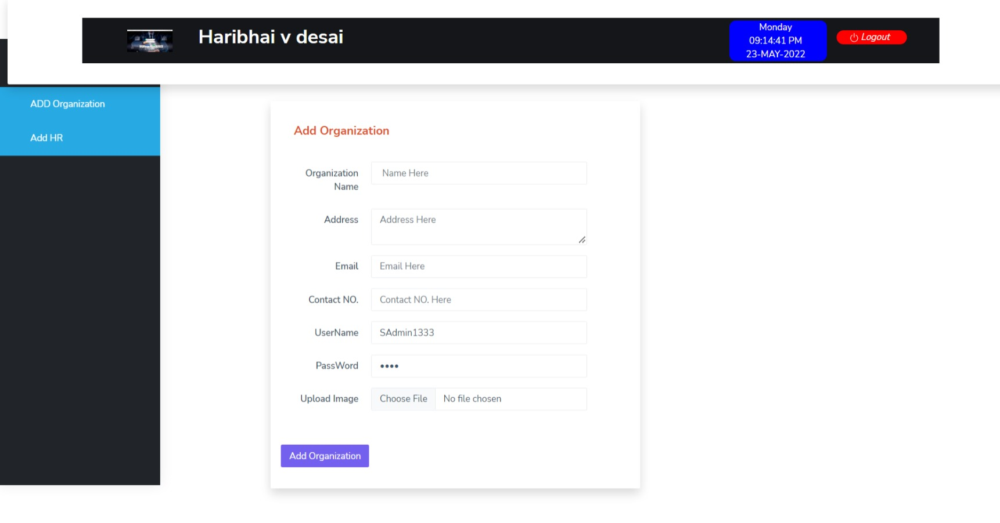 Haribhai v desai
Monday
09:14:41 PM
23-MAY-2022
Logout
ADD Organization
Add HR
Add Organization
Organization
Name
Name Here
Address
Address Here
Email
Email Here
Contact NO.
Contact NO. Here
UserName
SAdmin1333
PassWord
••••
Upload Image
Choose File
No file chosen
Add Organization